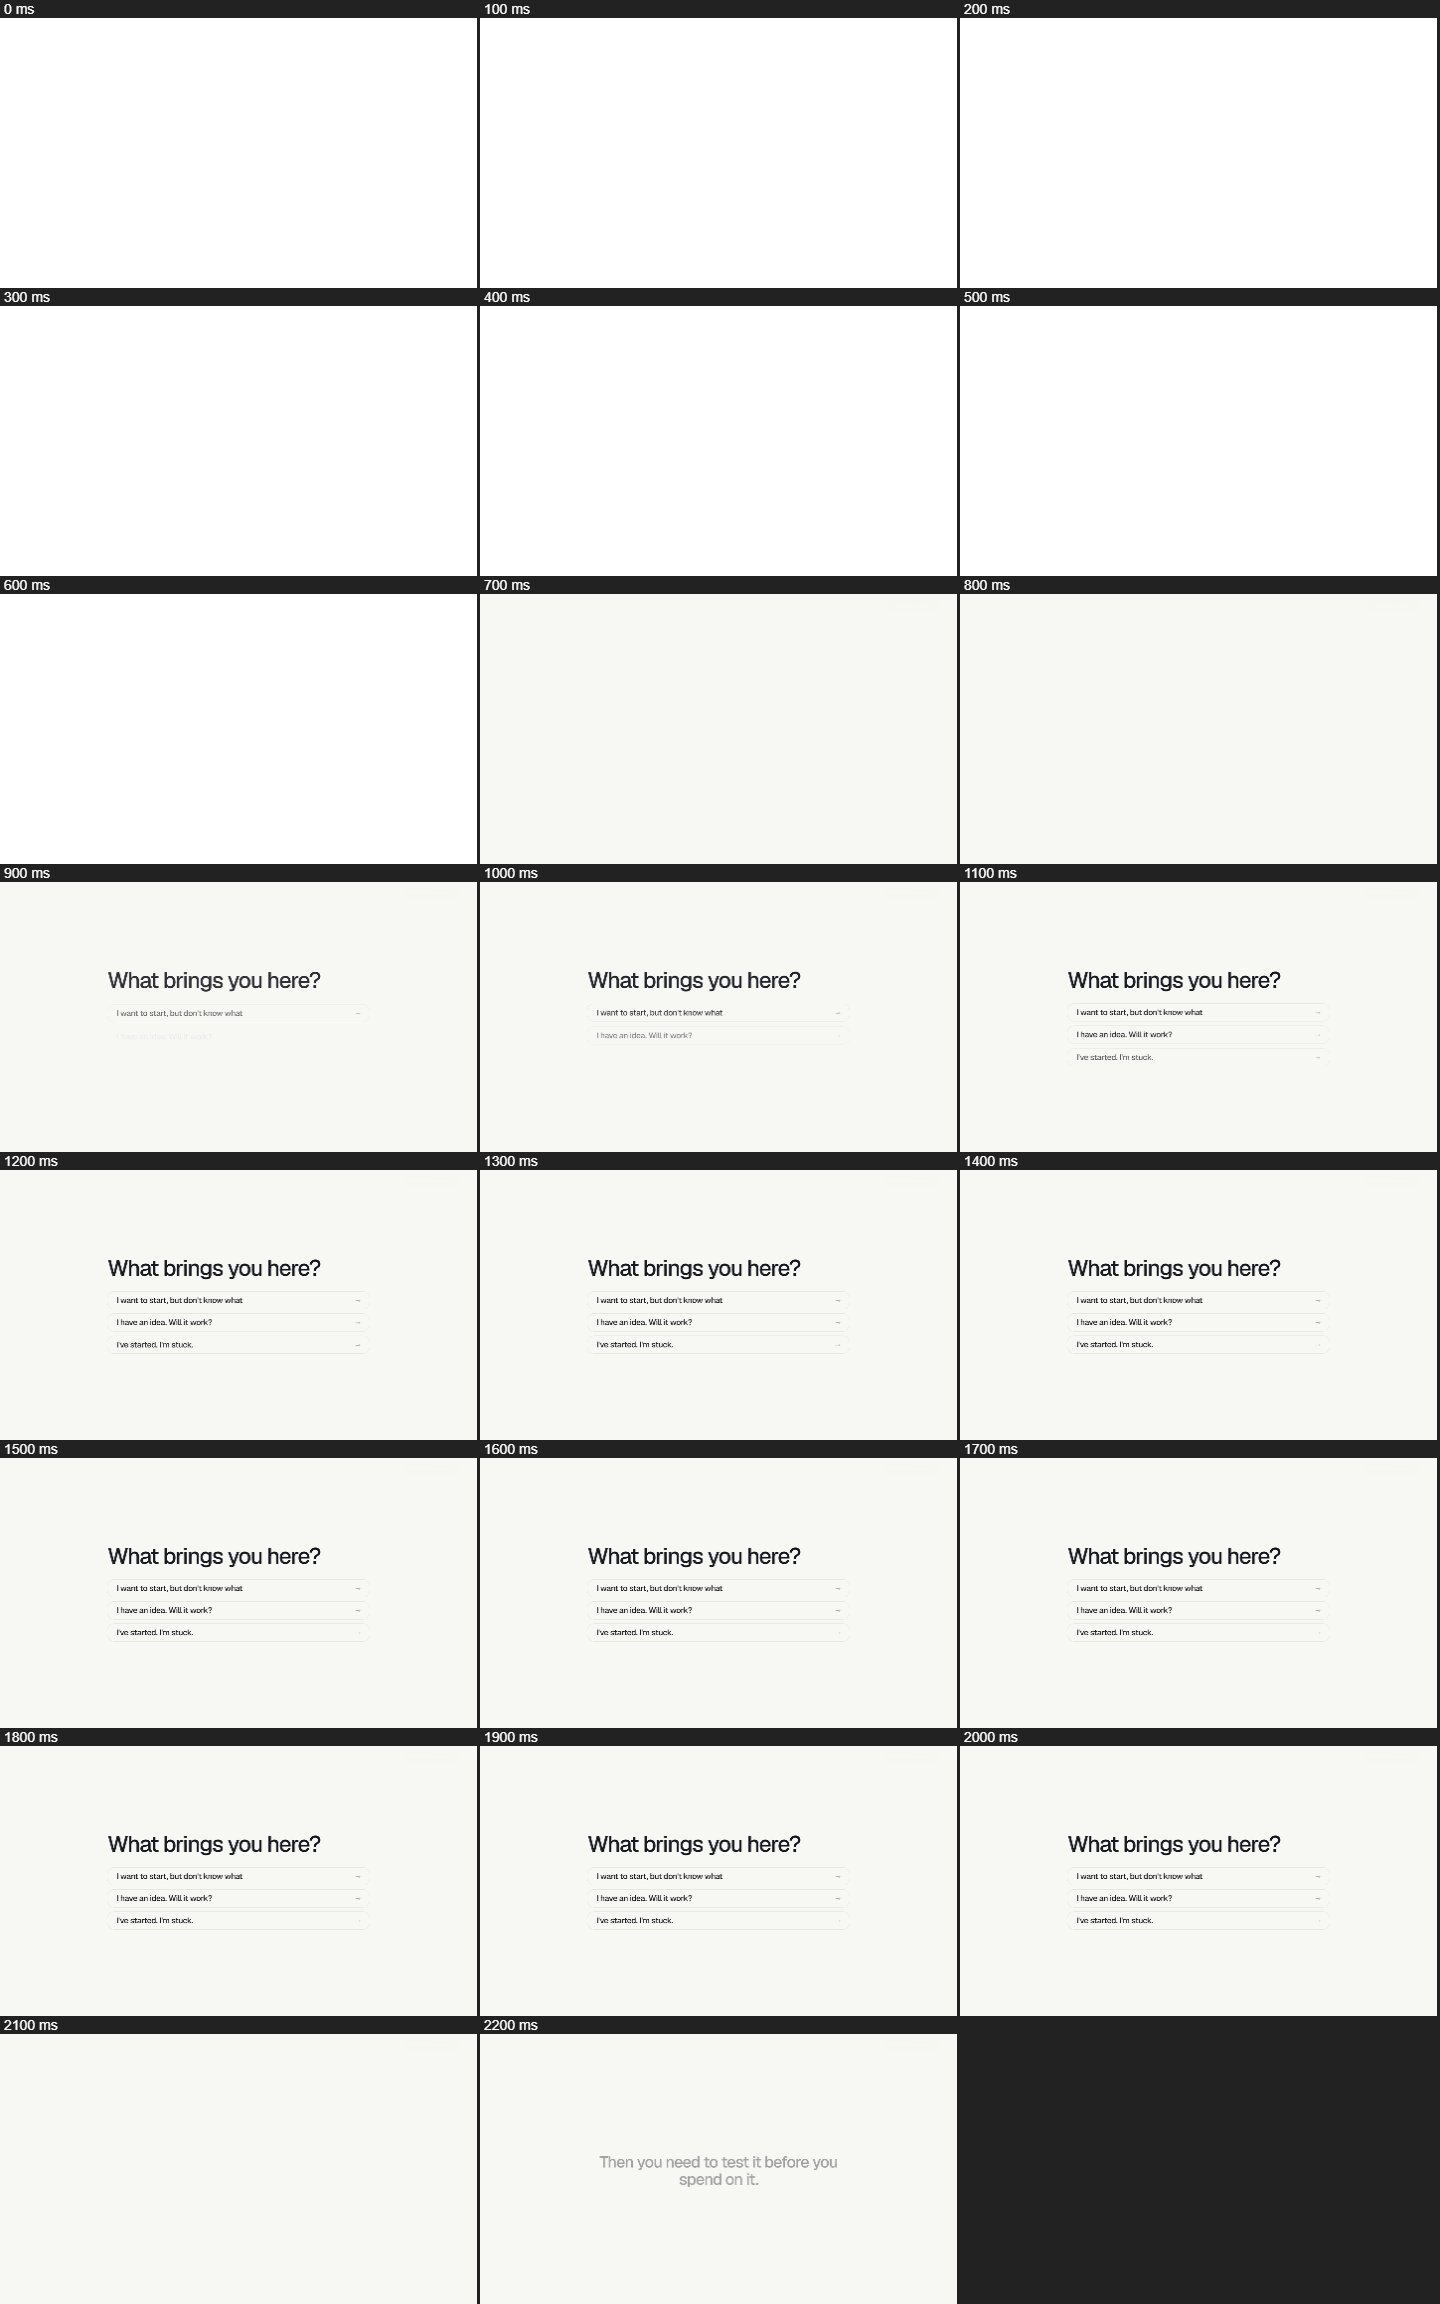 0 ms
100 ms
200 ms
300 ms
400 ms
500 ms
600 ms
700 ms
800 ms
900 ms
1000 ms
1100 ms
What brings you here?
I want to start, but don't know what
I have an idea. Will it work?
What brings you here?
I want to start, but don't know what
I have an idea. Will it work?
What brings you here?
I want to start, but don't know what
I have an idea. Will it work?
I've started. I'm stuck.
1200 ms
1300 ms
1400 ms
What brings you here?
I want to start, but don't know what
I have an idea. Will it work?
I've started. I'm stuck.
What brings you here?
I want to start, but don't know what
I have an idea. Will it work?
I've started. I'm stuck.
What brings you here?
I want to start, but don't know what
I have an idea. Will it work?
I've started. I'm stuck.
1500 ms
1600 ms
1700 ms
What brings you here?
I want to start, but don't know what
I have an idea. Will it work?
I've started. I'm stuck.
What brings you here?
I want to start, but don't know what
I have an idea. Will it work?
I've started. I'm stuck.
What brings you here?
I want to start, but don't know what
I have an idea. Will it work?
I've started. I'm stuck.
1800 ms
1900 ms
2000 ms
What brings you here?
I want to start, but don't know what
I have an idea. Will it work?
I've started. I'm stuck.
What brings you here?
I want to start, but don't know what
I have an idea. Will it work?
I've started. I'm stuck.
What brings you here?
I want to start, but don't know what
I have an idea. Will it work?
I've started. I'm stuck.
2100 ms
2200 ms
Then you need to test it before you
spend on it.